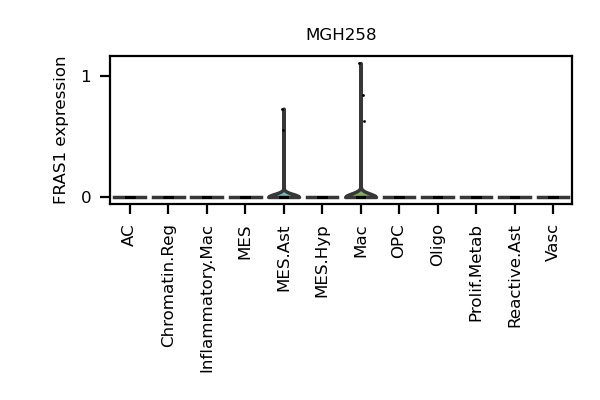 MGH258
FRAS1 expression
1
0
AC
Chromatin.Reg
Inflammatory.Mac
MES
MES.Ast
MES.Hyp
Mac
OPC
Oligo
Prolif.Metab
Reactive.Ast
Vasc